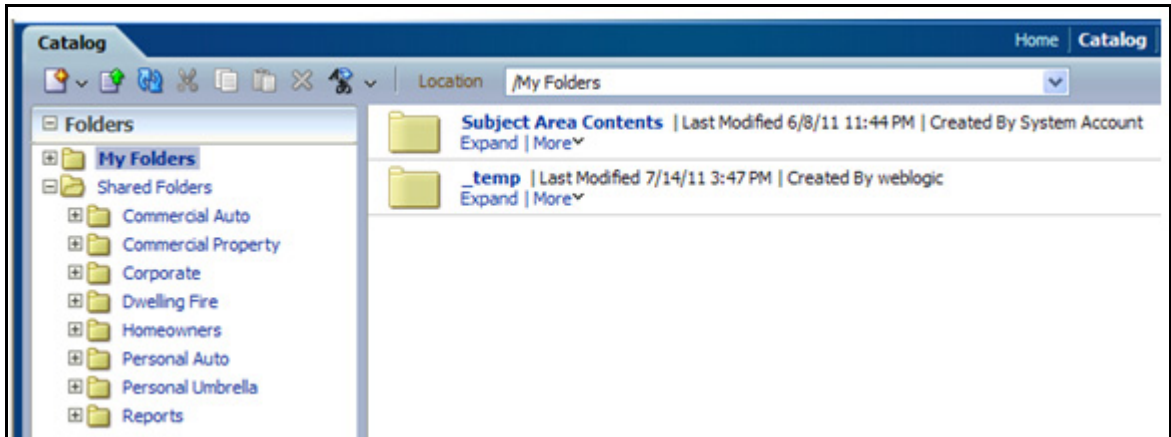 Catalog
Home Catalog
Location /My Folders
Folders
My Folders
Shared Folders
Commercial Auto
Commercial Property
Corporate
Dwelling Fire
Homeowners
Personal Auto
Personal Umbrella
Reports
Subject Area Contents | Last Modified 6/8/11 11:44 PM | Created By System Account
Expand | More
_temp | Last Modified 7/14/11 3:47 PM | Created By weblogic
Expand | More